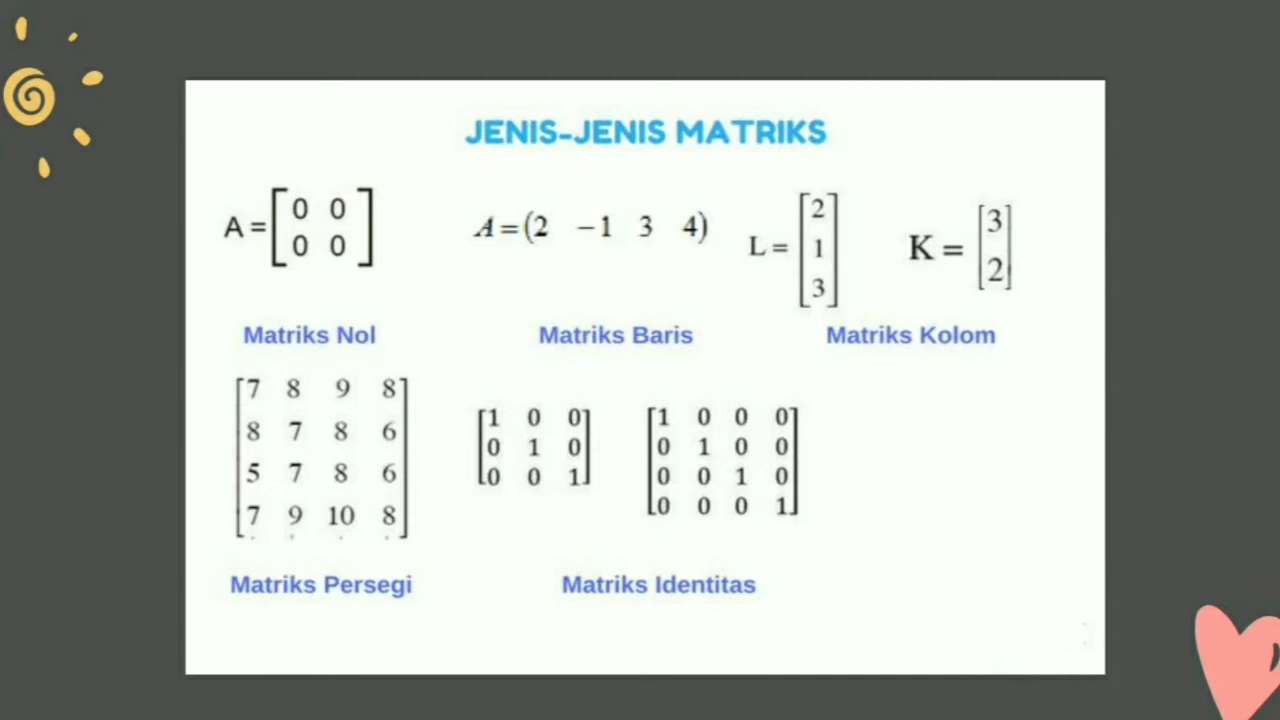 JENIS-JENIS MATRIKS
A = [0 0
0 0]
A = (2 −1 3 4)
L = [2
1
3]
K = [3
2]
Matriks Nol
Matriks Baris
Matriks Kolom
[7 8 9 8
8 7 8 6
5 7 8 6
7 9 10 8]
[1 0 0
0 1 0
0 0 1]
[1 0 0 0
0 1 0 0
0 0 1 0
0 0 0 1]
Matriks Persegi
Matriks Identitas